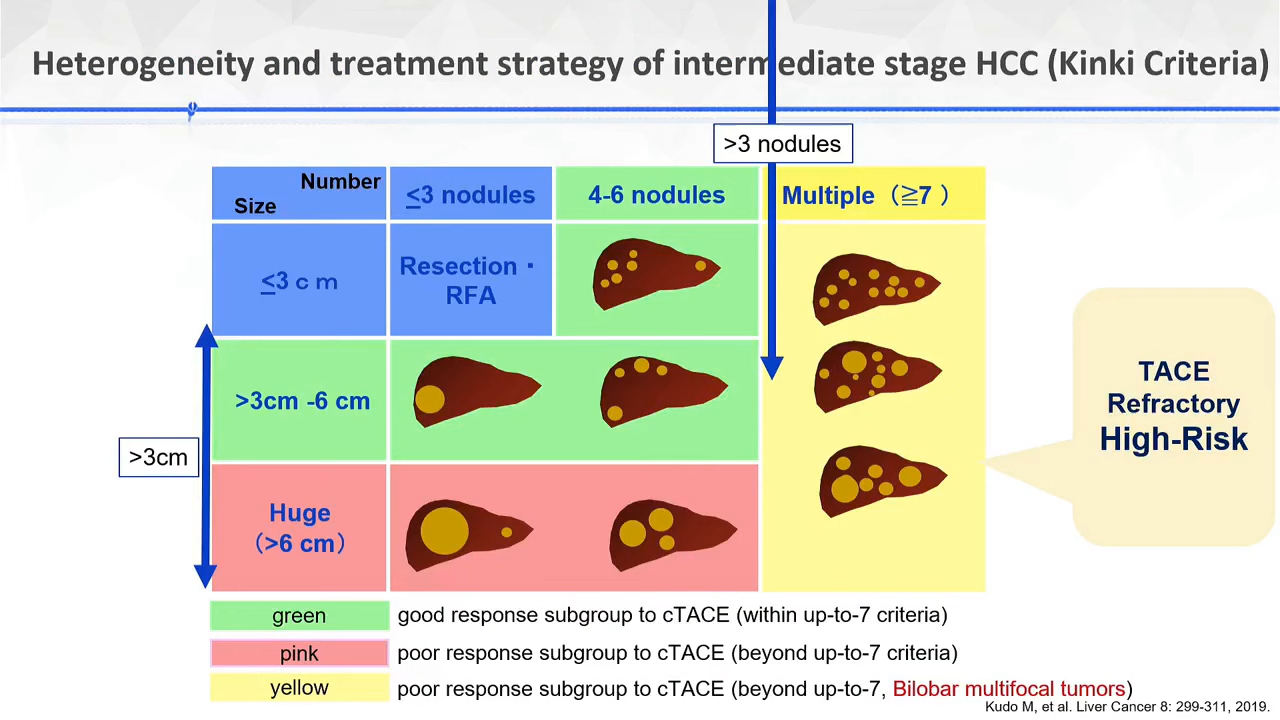 Heterogeneity and treatment strategy of intermediate stage HCC (Kinki Criteria)
>3 nodules
Number
Size
≤3 nodules
4-6 nodules
Multiple（≧7 ）
≤3ｃｍ
Resection・
RFA
>3cm -6 cm
>3cm
Huge
（>6 cm）
TACE
Refractory
High-Risk
green
good response subgroup to cTACE (within up-to-7 criteria)
pink
poor response subgroup to cTACE (beyond up-to-7 criteria)
yellow
poor response subgroup to cTACE (beyond up-to-7, Bilobar multifocal tumors)
Kudo M, et al. Liver Cancer 8: 299-311, 2019.